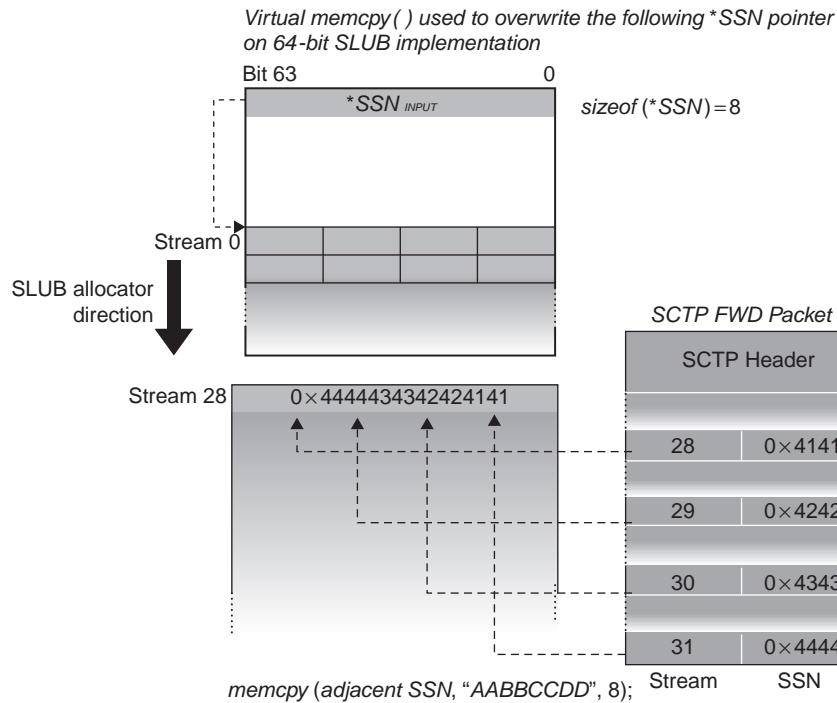 Virtual memcpy( ) used to overwrite the following *SSN pointer
on 64-bit SLUB implementation
Bit 63 0
*SSN INPUT
sizeof (*SSN)=8
Stream 0
SLUB allocator
direction
SCTP FWD Packet
SCTP Header
Stream 28
0×4444434342424141
28 0×4141
29 0×4242
30 0×4343
31 0×4444
Stream SSN
memcpy (adjacent SSN, “AABBCCDD”, 8);